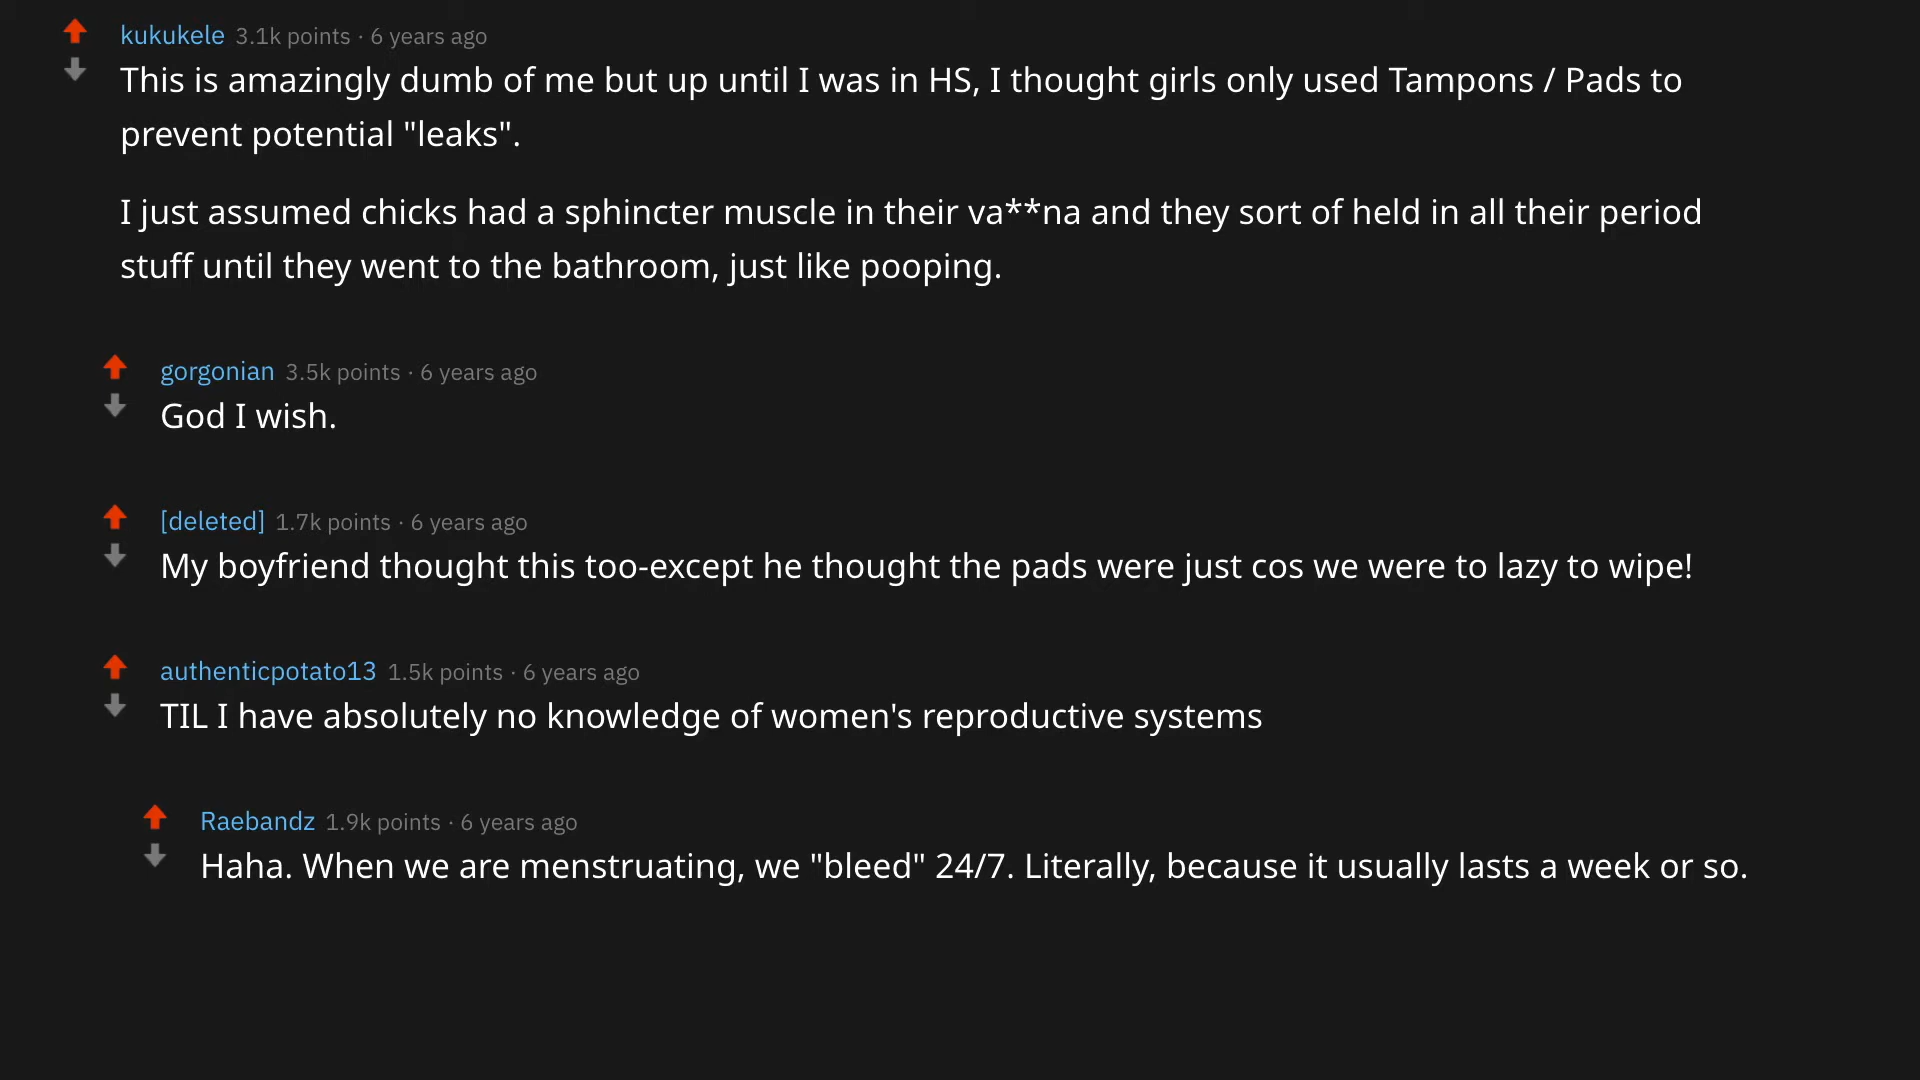 kukukele 3.1k points · 6 years ago
This is amazingly dumb of me but up until I was in HS, I thought girls only used Tampons / Pads to
prevent potential "leaks".
I just assumed chicks had a sphincter muscle in their va**na and they sort of held in all their period
stuff until they went to the bathroom, just like pooping.
gorgonian 3.5k points · 6 years ago
God I wish.
[deleted] 1.7k points · 6 years ago
My boyfriend thought this too-except he thought the pads were just cos we were to lazy to wipe!
authenticpotato13 1.5k points · 6 years ago
TIL I have absolutely no knowledge of women's reproductive systems
Raebandz 1.9k points · 6 years ago
Haha. When we are menstruating, we "bleed" 24/7. Literally, because it usually lasts a week or so.